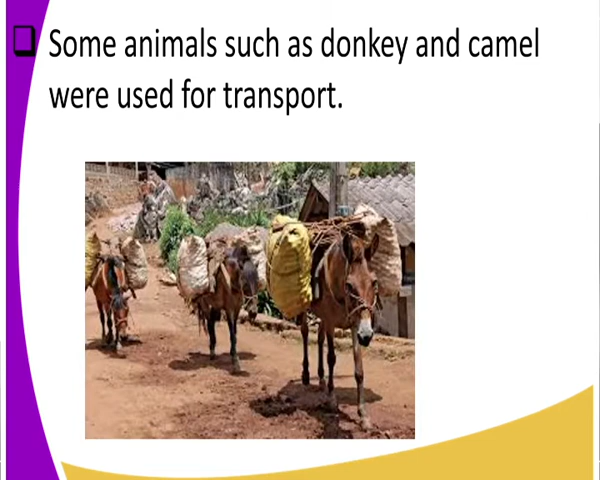 Some animals such as donkey and camel
were used for transport.